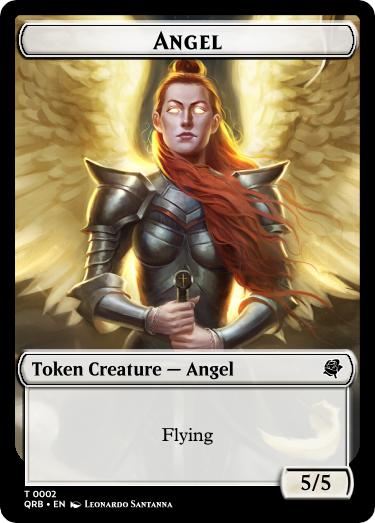 ANGEL
Token Creature — Angel
Flying
5/5
T 0002
QRB • EN LEONARDO SANTANNA